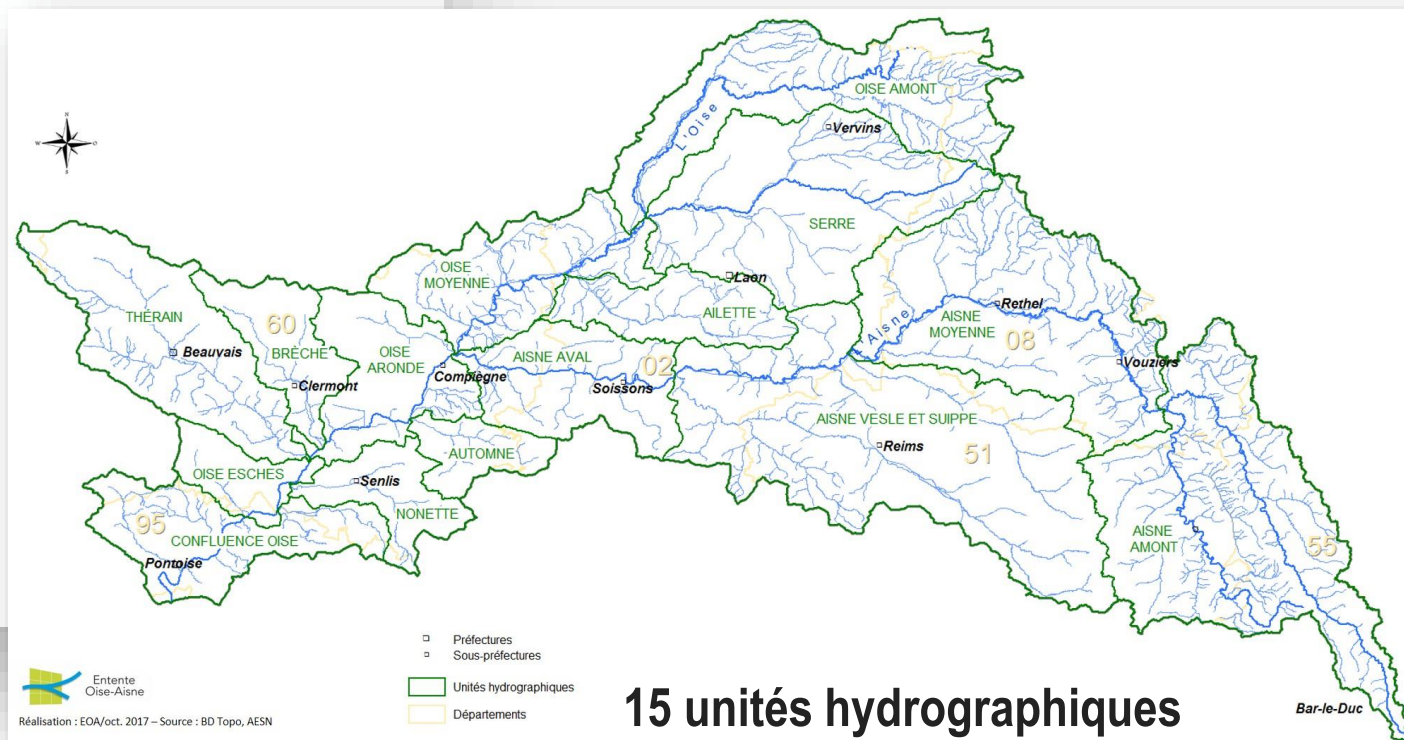 OISE AMONT
L'Oise
Vervins
N
W
O
S
SERRE
OISE
MOYENNE
Laon
THÉRAIN
60
AILETTE
Aisne
Rethel
AISNE
MOYENNE
08
Beauvais
BRÈCHE
OISE
ARONDE
AISNE AVAL
02
Vouziers
Compiègne
Clermont
Soissons
AISNE VESLE ET SUIPPE
Reims
51
AUTOMNE
OISE ESCHES
Senlis
NONETTE
95
CONFLUENCE OISE
AISNE
AMONT
55
Pontoise
Préfectures
Sous-préfectures
Unités hydrographiques
Départements
Entente
Oise-Aisne
Réalisation : EOA/oct. 2017 – Source : BD Topo, AESN
15 unités hydrographiques
Bar-le-Duc